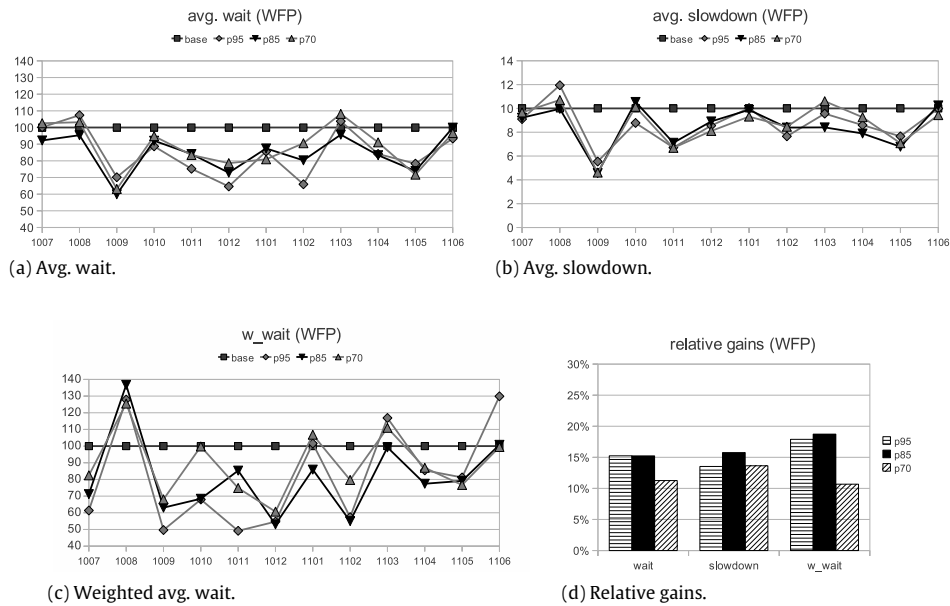 avg. wait (WFP)
base p95 p85 p70
140
130
120
110
100
90
80
70
60
50
40
1007 1008 1009 1010 1011 1012 1101 1102 1103 1104 1105 1106
(a) Avg. wait.
avg. slowdown (WFP)
base p95 p85 p70
14
12
10
8
6
4
2
0
1007 1008 1009 1010 1011 1012 1101 1102 1103 1104 1105 1106
(b) Avg. slowdown.
w_wait (WFP)
base p95 p85 p70
140
130
120
110
100
90
80
70
60
50
40
1007 1008 1009 1010 1011 1012 1101 1102 1103 1104 1105 1106
(c) Weighted avg. wait.
relative gains (WFP)
30%
25%
20%
15%
10%
5%
0%
wait slowdown w_wait
p95
p85
p70
(d) Relative gains.